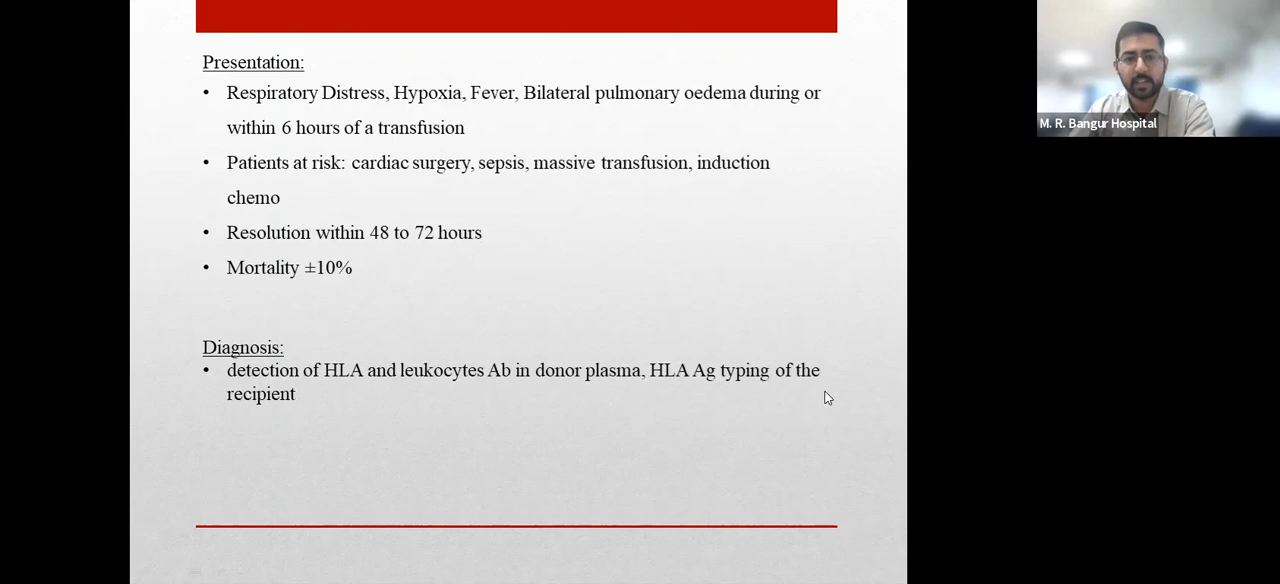 Presentation:
• Respiratory Distress, Hypoxia, Fever, Bilateral pulmonary oedema during or
within 6 hours of a transfusion
• Patients at risk: cardiac surgery, sepsis, massive transfusion, induction
chemo
• Resolution within 48 to 72 hours
• Mortality ±10%
Diagnosis:
• detection of HLA and leukocytes Ab in donor plasma, HLA Ag typing of the
recipient
M. R. Bangur Hospital